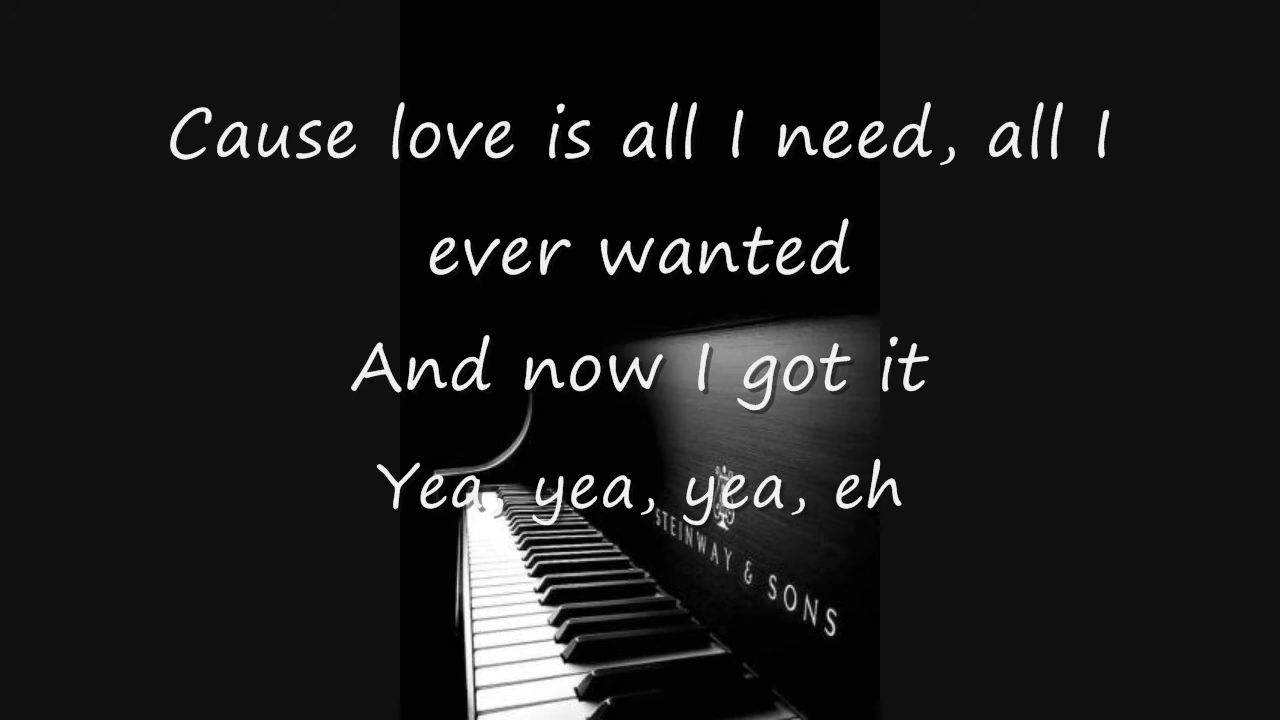 Cause love is all I need, all I
ever wanted
And now I got it
Yea, yea, yea, eh
STEINWAY & SONS